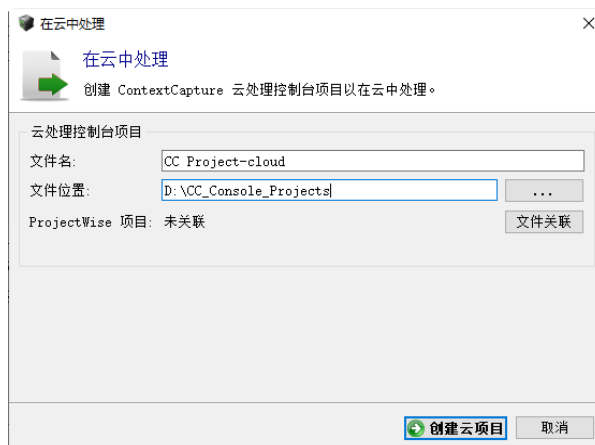 在云中处理
在云中处理
创建 ContextCapture 云处理控制台项目以在云中处理。
云处理控制台项目
文件名: CC Project-cloud
文件位置: D:\CC_Console_Projects ...
ProjectWise 项目: 未关联 文件关联
创建云项目 取消